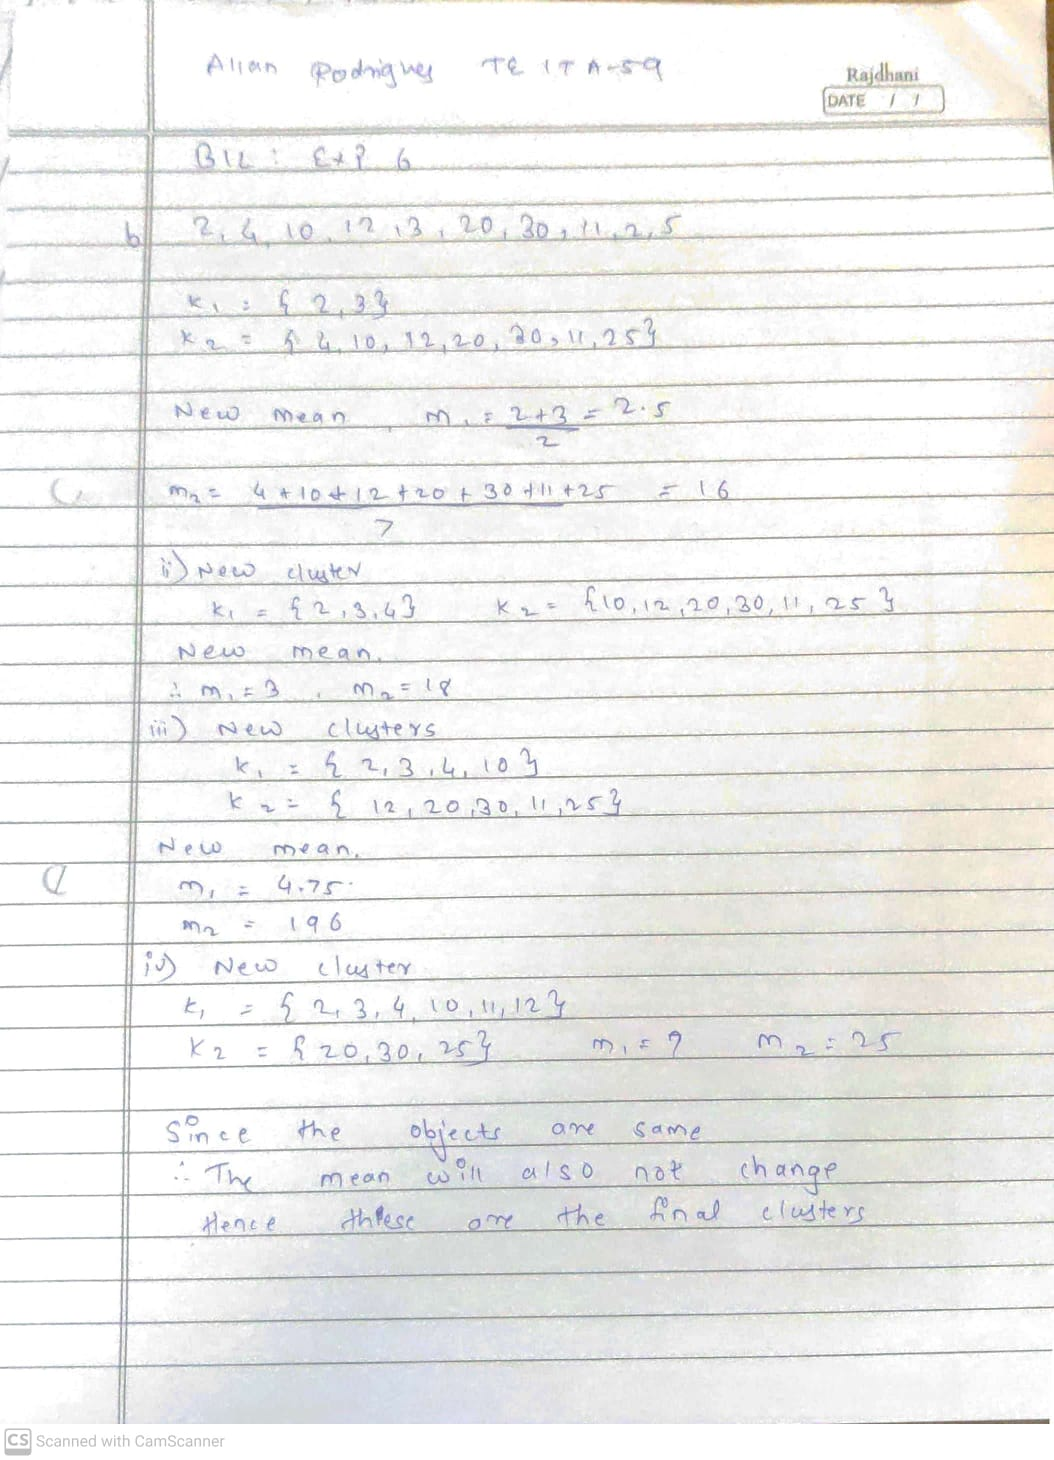 Allan Rodrigues TE IT A-59
Rajdhani
DATE / /
BIL : Exp 6
b) 2, 4, 10, 12, 3, 20, 30, 11, 2, 5
K1 = { 2, 3}
K2 = { 4, 10, 12, 20, 30, 11, 25}
New mean m1 = 2+3 = 2.5
2
m2 = 4 + 10 + 12 + 20 + 30 + 11 + 25 = 16
7
ii) New cluster
K1 = { 2, 3, 4} K2 = {10, 12, 20, 30, 11, 25 }
New mean.
∴ m1 = 3 , m2 = 18
iii) New clusters
K1 = { 2, 3, 4, 10 }
K2 = { 12, 20, 30, 11, 25}
New mean.
m1 = 4.75.
m2 = 196
iv) New cluster
K1 = { 2, 3, 4, 10, 11, 12}
K2 = { 20, 30, 25} m1 = 7 m2 = 25
Since the objects are same
∴ The mean will also not change
Hence these are the final clusters
CS Scanned with CamScanner